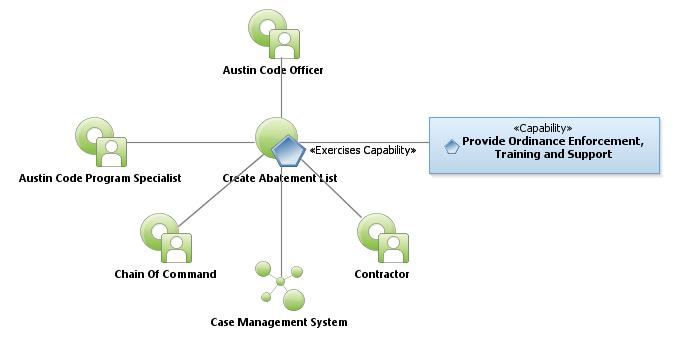 Austin Code Officer
«Capability»
Provide Ordinance Enforcement,
Training and Support
«Exercises Capability»
Austin Code Program Specialist
Create Abatement List
Chain Of Command
Contractor
Case Management System